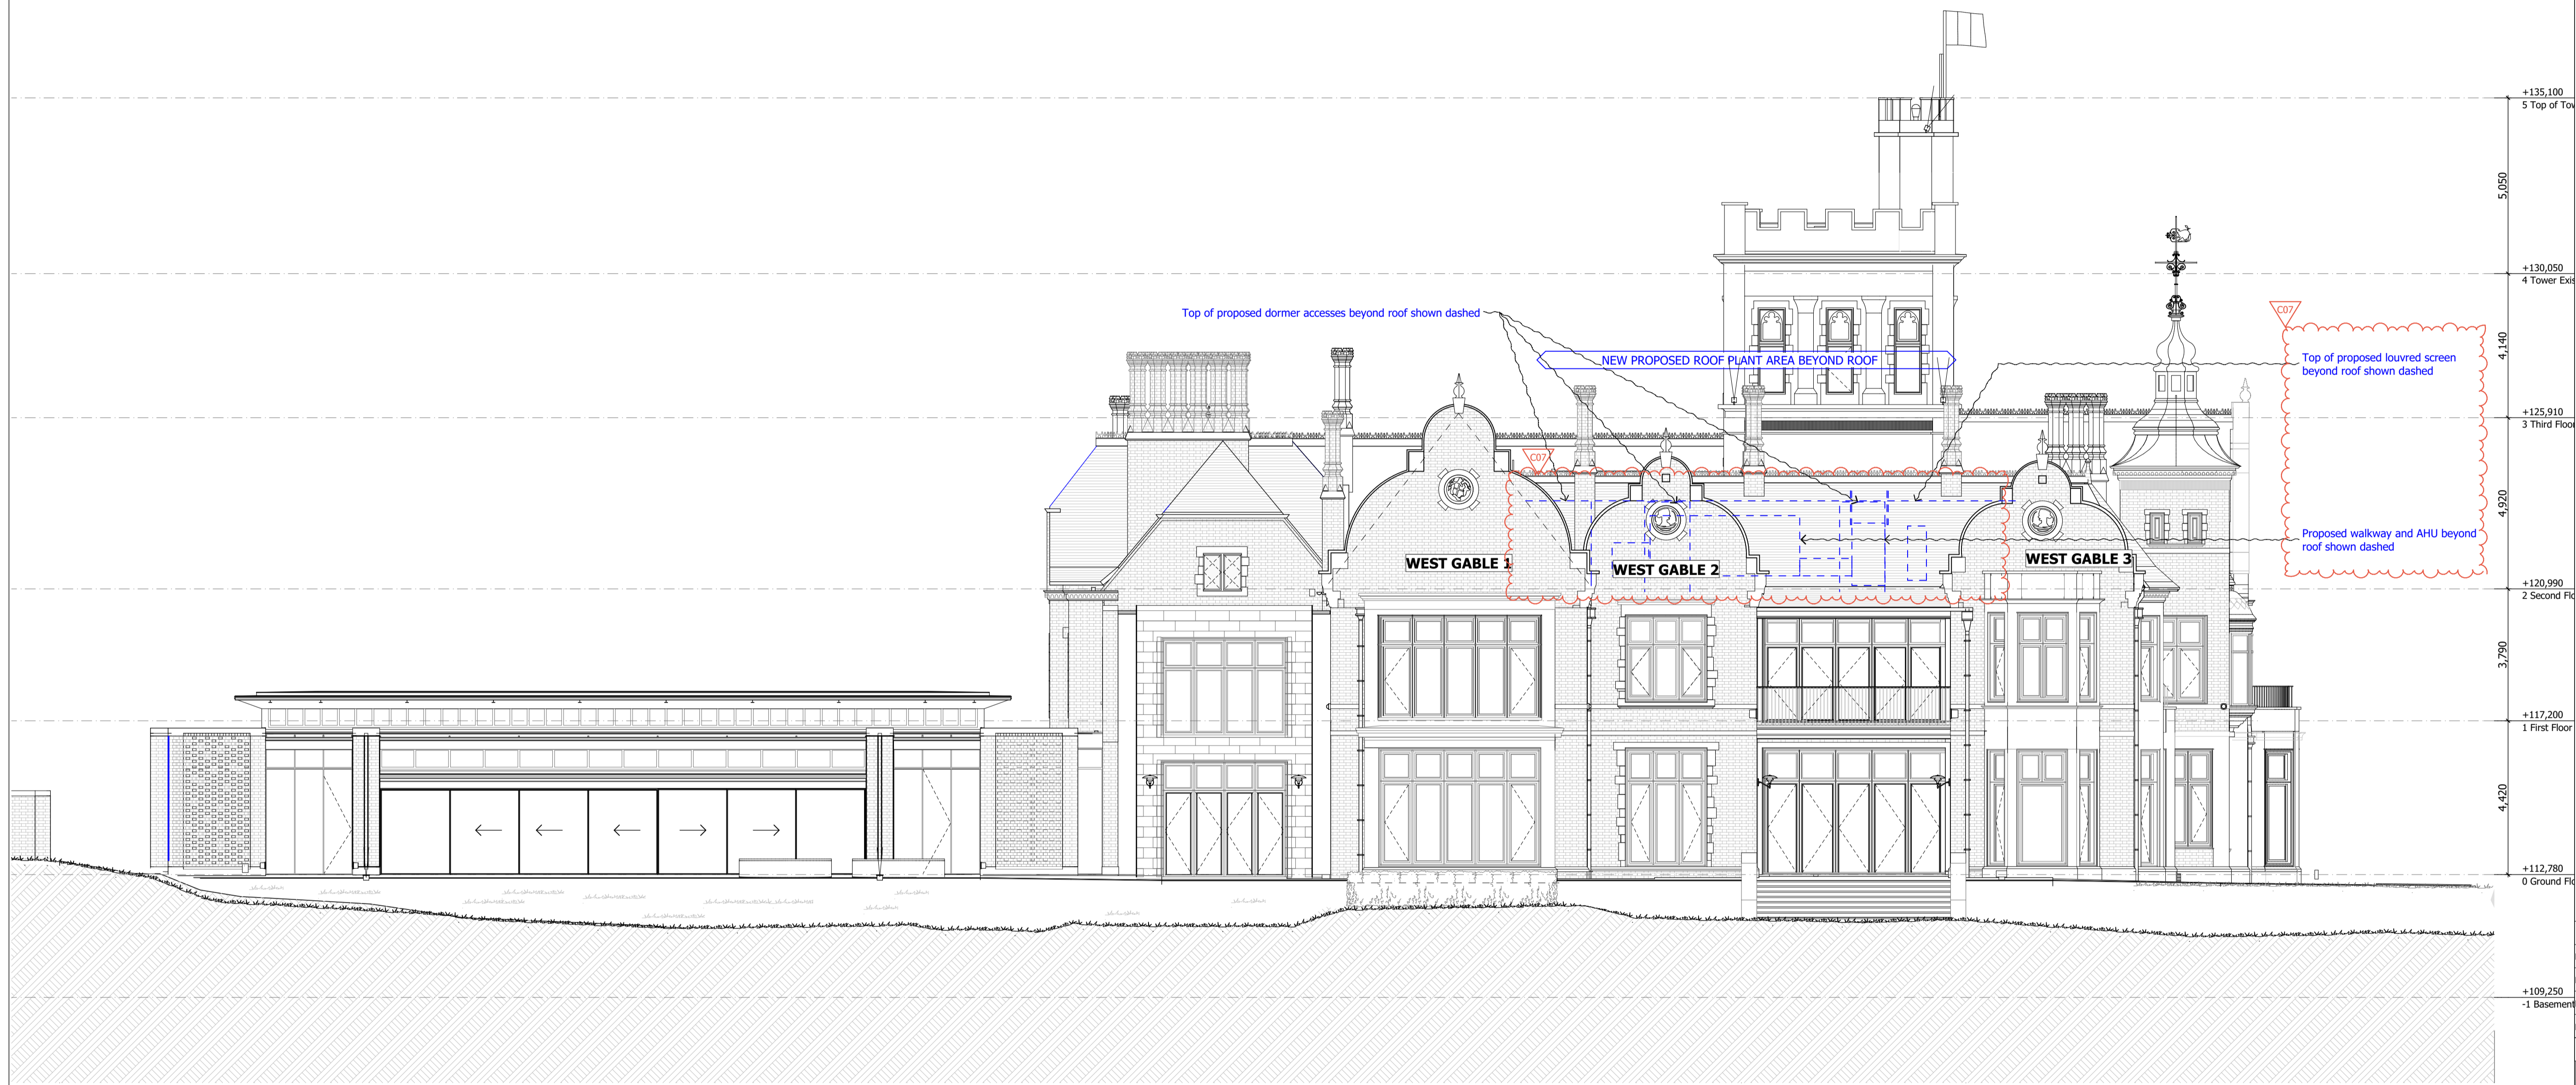 +135,100
5 Top of Tov
5,050
+130,050
4 Tower Exis
Top of proposed dormer accesses beyond roof shown dashed
C07
4,140
NEW PROPOSED ROOF PLANT AREA BEYOND ROOF
Top of proposed louvred screen
beyond roof shown dashed
+125,910
3 Third Floor
C07
4,920
Proposed walkway and AHU beyond
roof shown dashed
WEST GABLE 1
WEST GABLE 2
WEST GABLE 3
+120,990
2 Second Flo
3,790
+117,200
1 First Floor
4,420
+112,780
0 Ground Flo
+109,250
-1 Basement